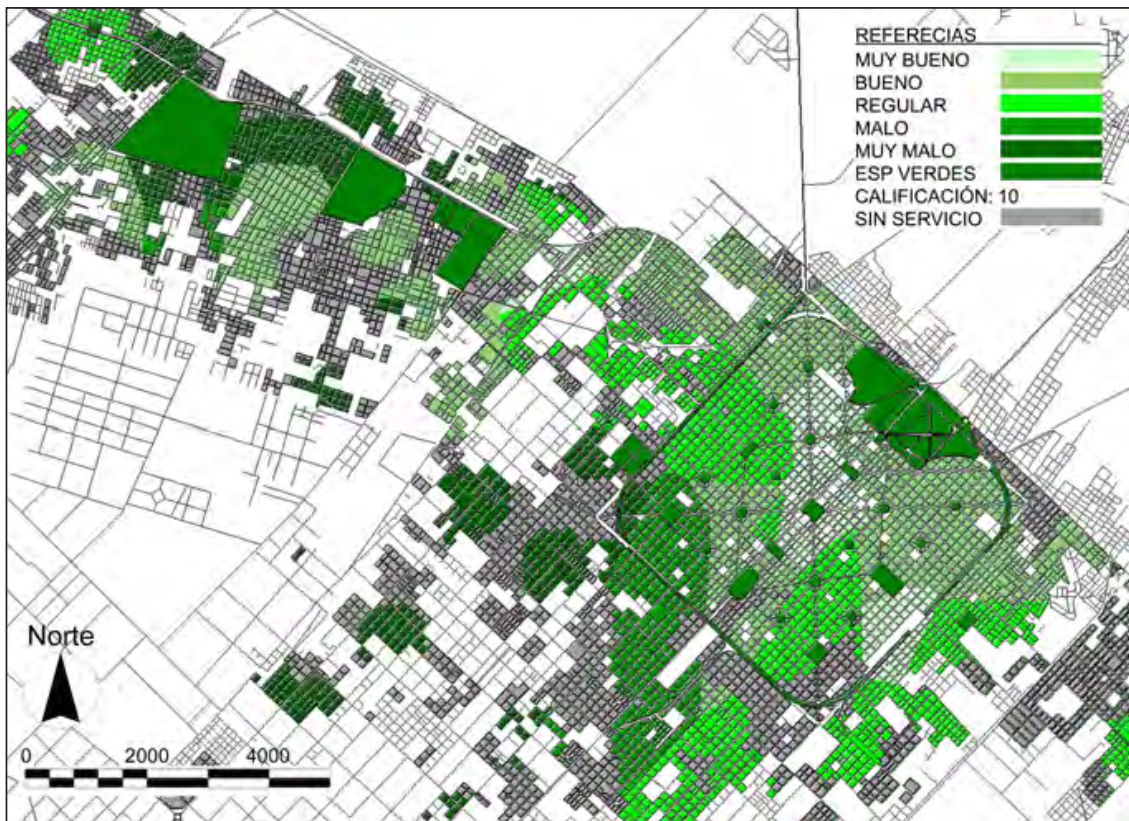 REFERECIAS
MUY BUENO
BUENO
REGULAR
MALO
MUY MALO
ESP VERDES
CALIFICACIÓN: 10
SIN SERVICIO
Norte
0 2000 4000